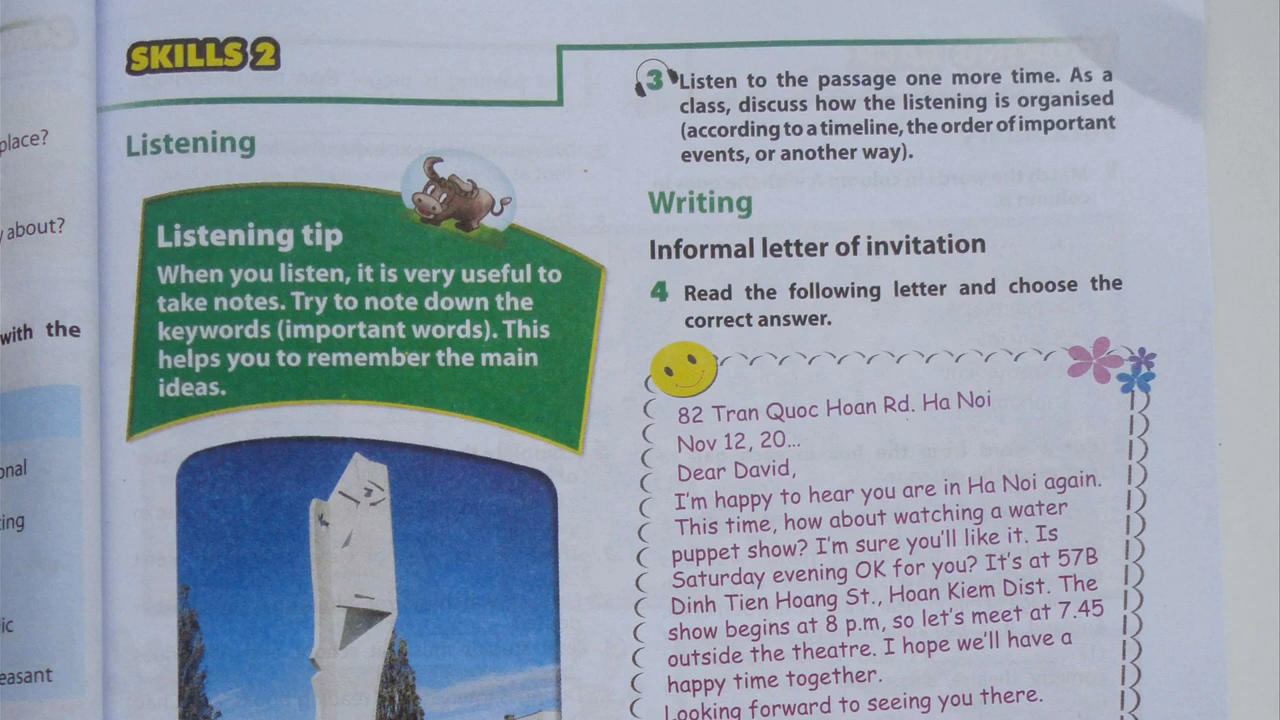 place?
about?
with the
SKILLS 2
Listening
Listening tip
When you listen, it is very useful to
take notes. Try to note down the
keywords (important words). This
helps you to remember the main
ideas.
3 Listen to the passage one more time. As a
class, discuss how the listening is organised
(according to a timeline, the order of important
events, or another way).
Writing
Informal letter of invitation
4 Read the following letter and choose the
correct answer.
82 Tran Quoc Hoan Rd. Ha Noi
Nov 12, 20...
Dear David,
I'm happy to hear you are in Ha Noi again.
This time, how about watching a water
puppet show? I'm sure you'll like it. Is
Saturday evening OK for you? It's at 57B
Dinh Tien Hoang St., Hoan Kiem Dist. The
show begins at 8 p.m, so let's meet at 7.45
outside the theatre. I hope we'll have a
happy time together.
Looking forward to seeing you there.